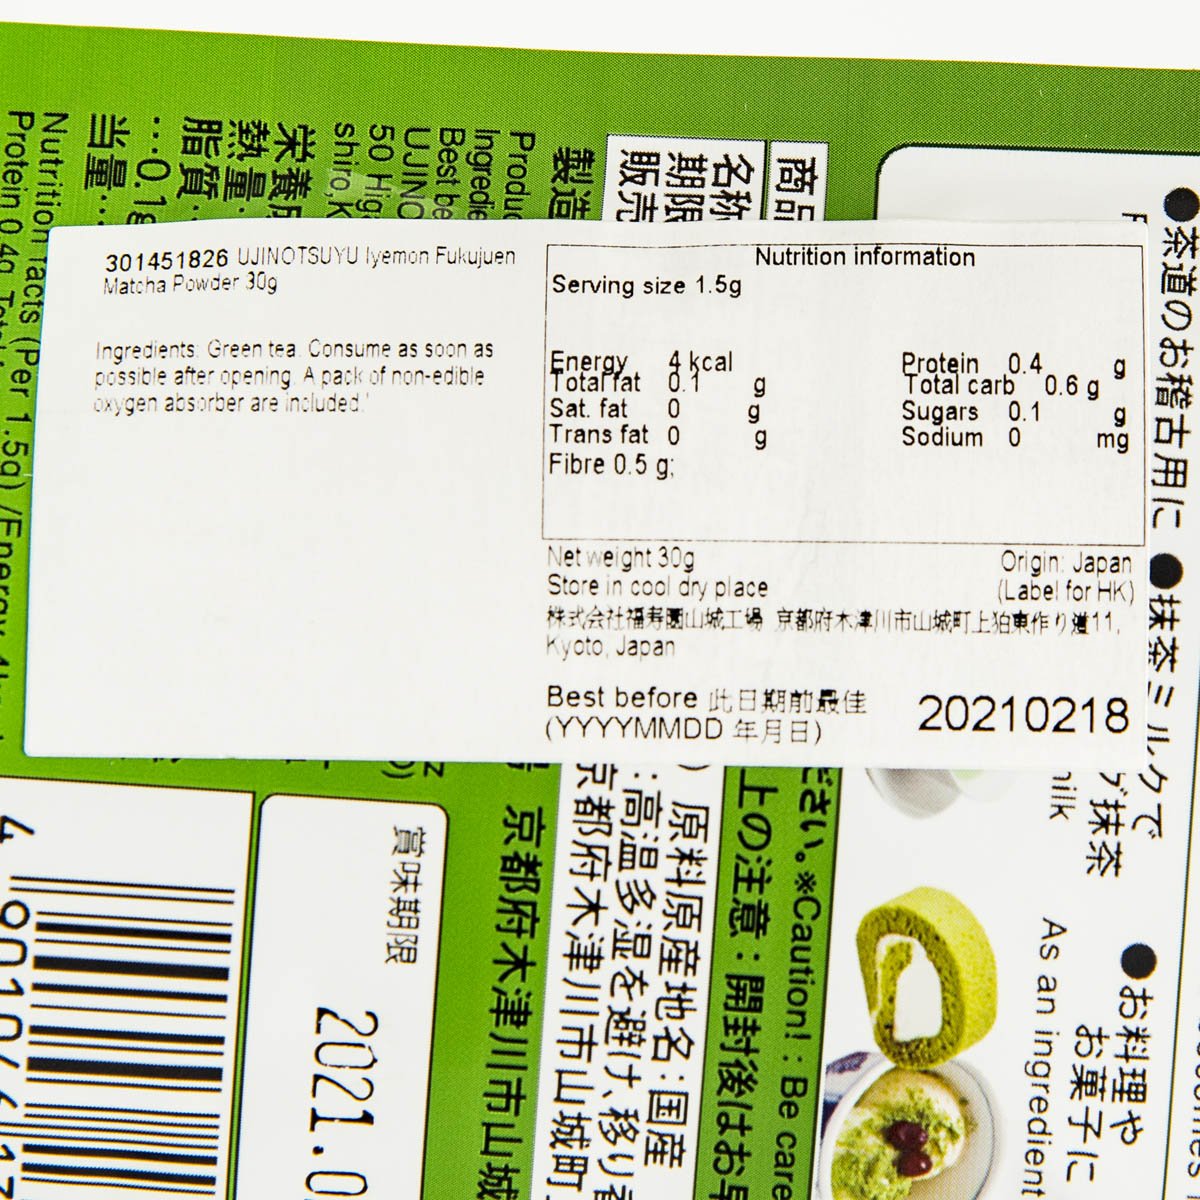 301451826 UJINOTSUYU Iyemon Fukujuen
Matcha Powder 30g
Ingredients: Green tea. Consume as soon as
possible after opening. A pack of non-edible
oxygen absorber are included.'
Nutrition information
Serving size 1.5g
Energy 4 kcal
Total fat 0.1 g
Sat. fat 0 g
Trans fat 0 g
Fibre 0.5 g;
Protein 0.4 g
Total carb 0.6 g
Sugars 0.1 g
Sodium 0 mg
Net weight 30g
Origin: Japan
Store in cool dry place
(Label for HK)
株式会社福寿園山城工場 京都府木津川市山城町上狛東作り道11,
Kyoto, Japan
Best before 此日期前最佳
(YYYYMMDD 年月日)
20210218
●茶道のお稽古用に
●抹茶ミルクで
●お料理や
お菓子に
As an ingredient
商品
名称
期限
販売
製造
Best be
50 Hig
脂質
…0.1g
当量…
Nutrition facts (Per 1.5g) /Energy
Protein 0.4g
ださい。※Caution! : Be care
上の注意：開封後はお早
原料原産地名：国産
：高温多湿を避け、移り香
京都府木津川市山城町
京都府木津川市山城
賞味期限
2021.0